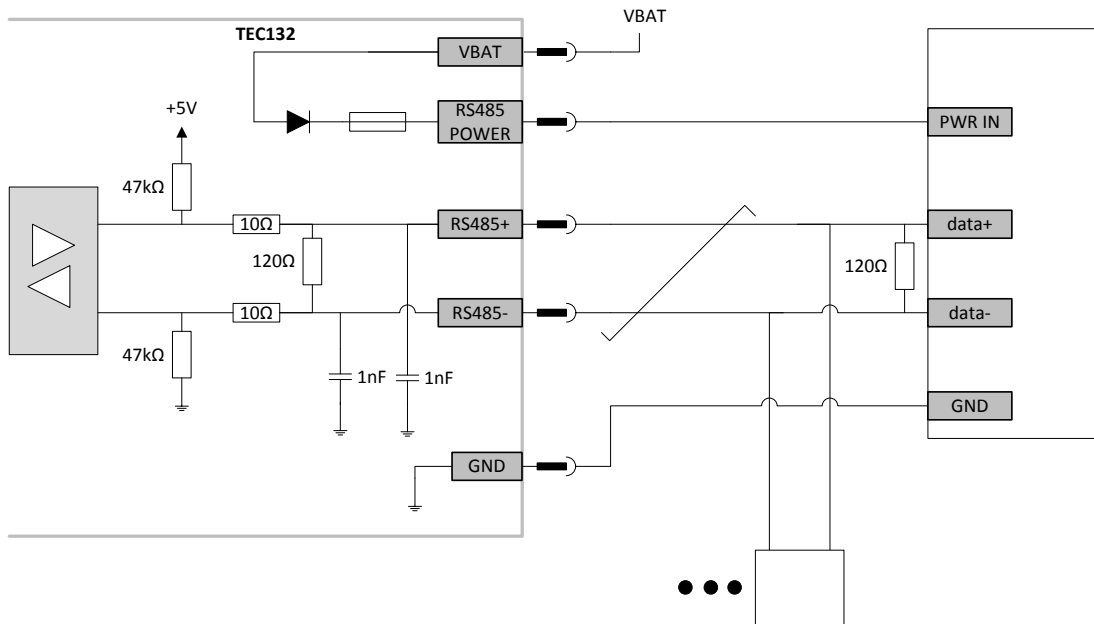 VBAT
TEC132
VBAT
RS485
POWER
PWR IN
+5V
47kΩ
10Ω
RS485+
data+
120Ω
120Ω
10Ω
RS485-
data-
47kΩ
1nF
1nF
GND
GND